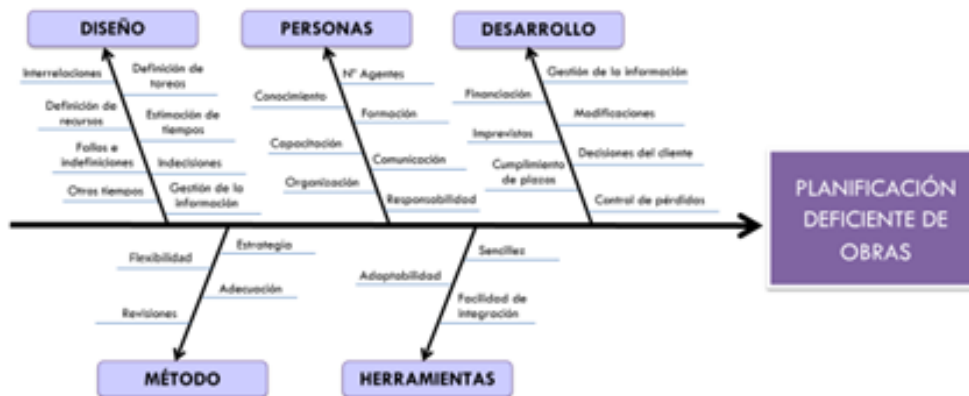 DISEÑO
PERSONAS
DESARROLLO
Interrelaciones
Definición de
tareas
Definición de
recursos
Estimación de
tiempos
Fallos e
indefiniciones
Indecisiones
Otros tiempos
Gestión de la
información
Nº Agentes
Conocimiento
Formación
Capacitación
Comunicación
Organización
Responsabilidad
Gestión de la información
Financiación
Modificaciones
Imprevistos
Decisiones del cliente
Cumplimiento
de plazos
Control de pérdidas
PLANIFICACIÓN
DEFICIENTE DE
OBRAS
Estrategia
Flexibilidad
Adecuación
Revisiones
Sencillez
Adaptabilidad
Facilidad de
integración
MÉTODO
HERRAMIENTAS